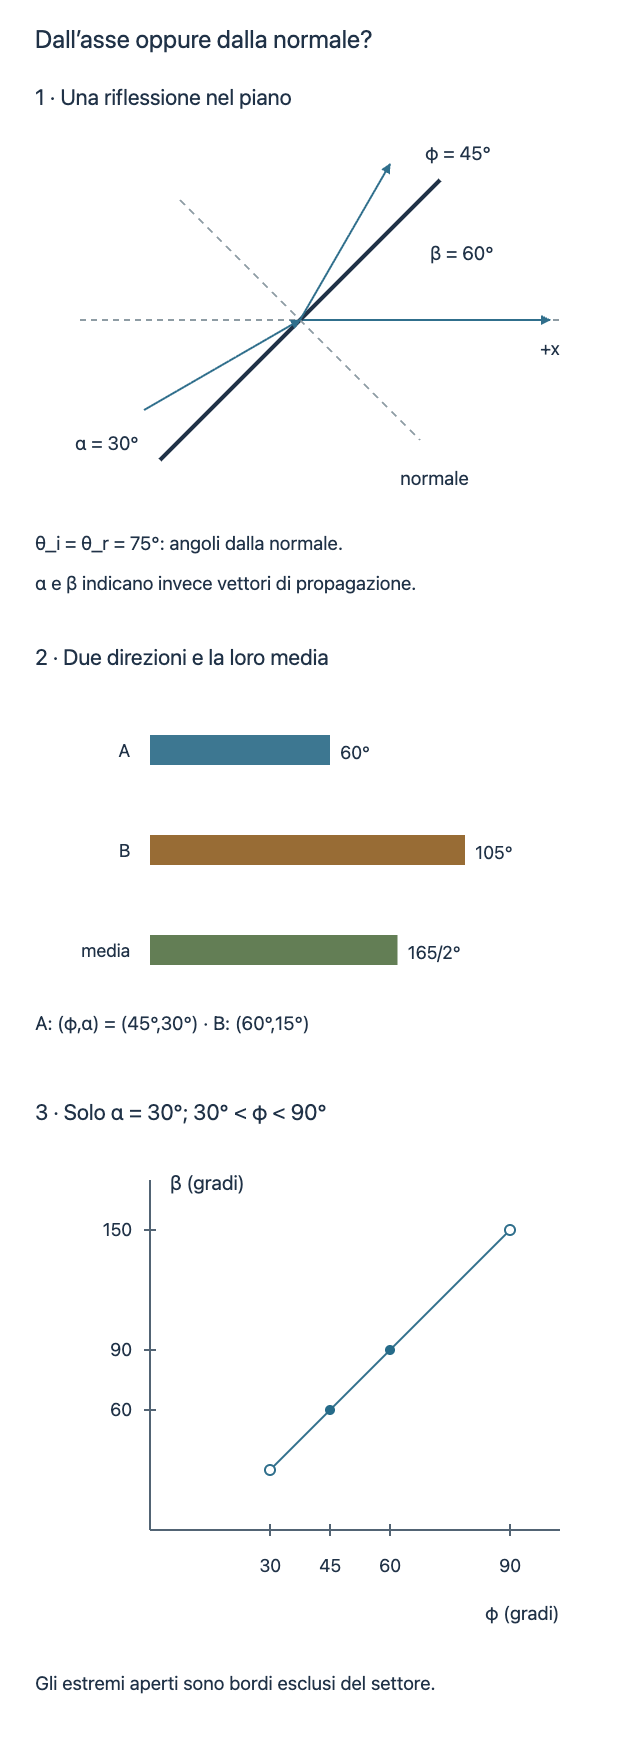 Dall'asse oppure dalla normale?
1 · Una riflessione nel piano
ϕ = 45°
β = 60°
+x
α = 30°
normale
θ_i = θ_r = 75°: angoli dalla normale.
α e β indicano invece vettori di propagazione.
2 · Due direzioni e la loro media
A
60°
B
105°
media
165/2°
A: (ϕ,α) = (45°,30°) · B: (60°,15°)
3 · Solo α = 30°; 30° < ϕ < 90°
β (gradi)
150
90
60
30 45 60 90
ϕ (gradi)
Gli estremi aperti sono bordi esclusi del settore.